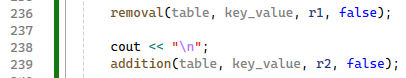 236 removal(table, key_value, r1, false);
237
238 cout << "\n";
239 addition(table, key_value, r2, false);